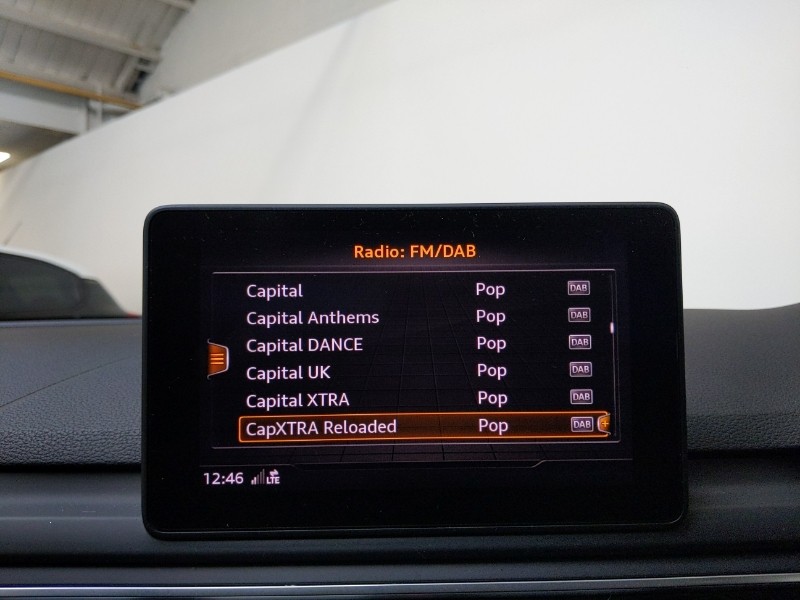 Radio: FM/DAB
Capital Pop DAB
Capital Anthems Pop DAB
Capital DANCE Pop DAB
Capital UK Pop DAB
Capital XTRA Pop DAB
CapXTRA Reloaded Pop DAB +
12:46 LTE